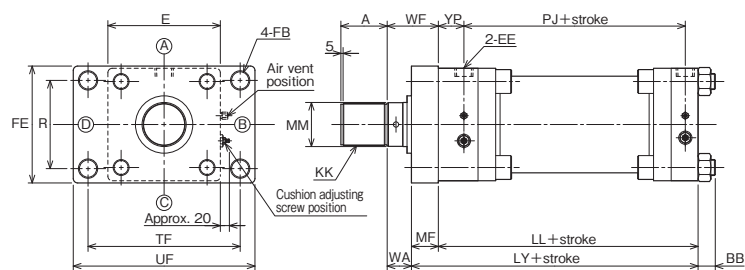 E
A
WF
YP
PJ+stroke
4-FB
5
2-EE
Ⓐ
Air vent
position
FE
R
Ⓓ
Ⓑ
MM
KK
Ⓒ
Cushion adjusting
screw position
Approx. 20
TF
MF
LL+stroke
UF
WA
LY+stroke
BB